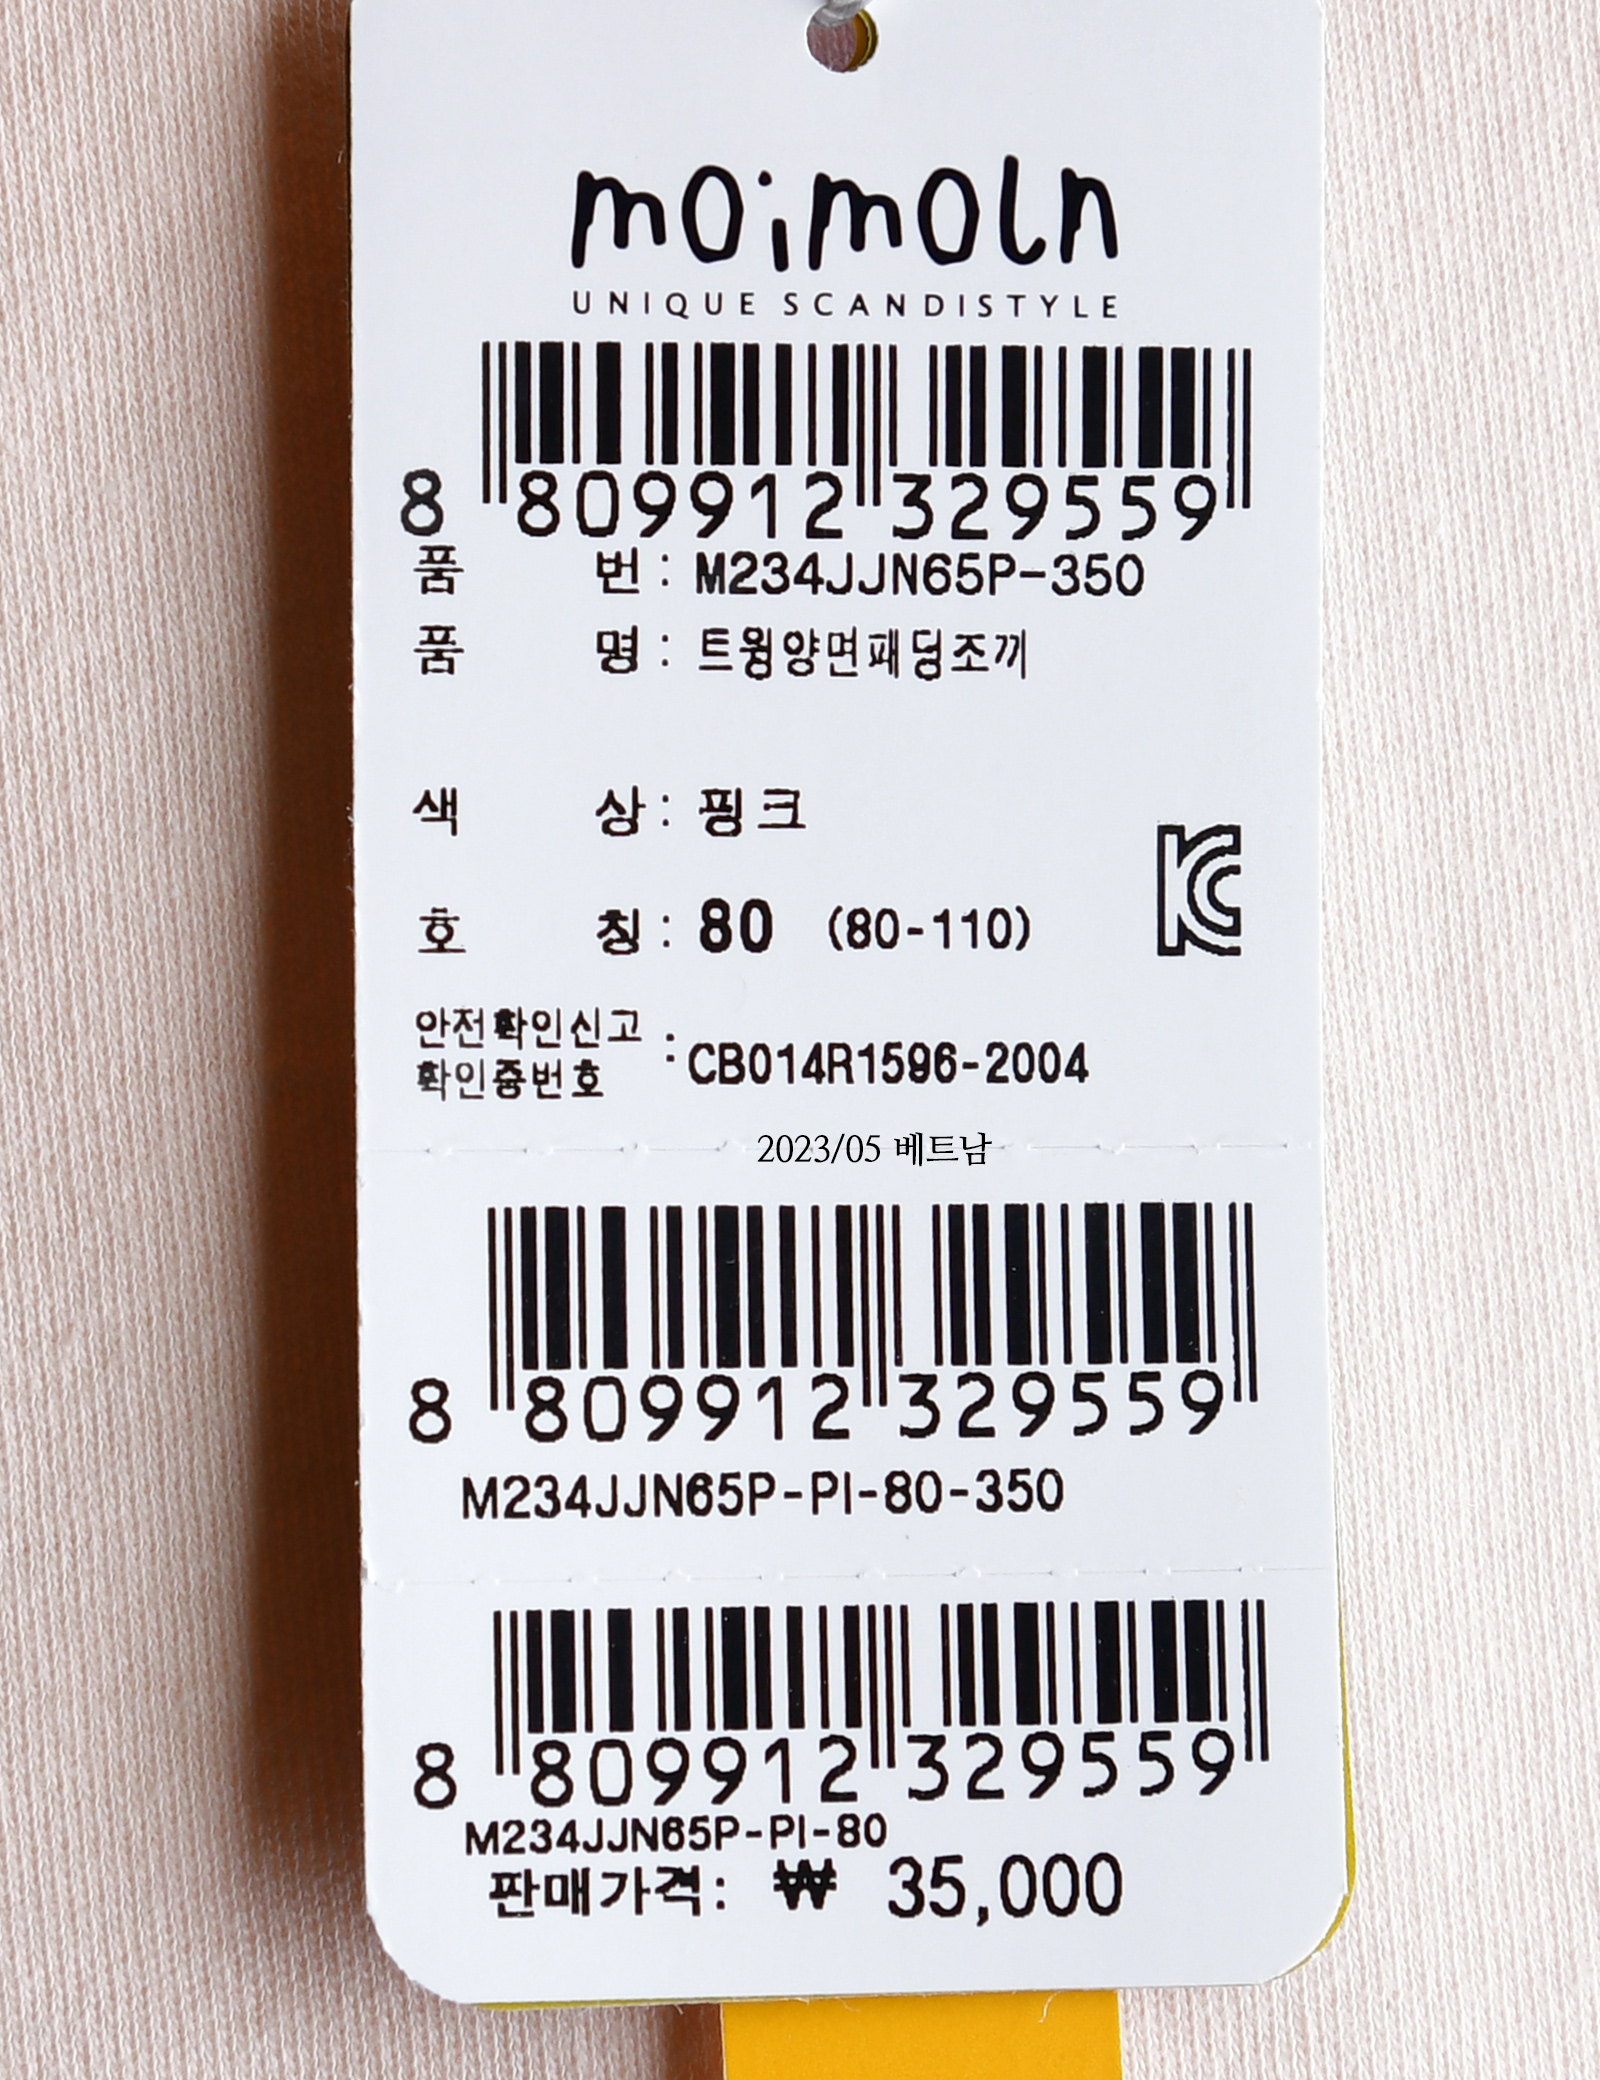 moimoln
UNIQUE SCANDISTYLE
8 809912 329559
품 번 : M234JJN65P-350
품 명 : 트윙양면패딩조끼
색 상 : 핑크
호 칭 : 80 (80-110)
KC
안전확인신고
확인증번호 : CB014R1596-2004
2023/05 베트남
8 809912 329559
M234JJN65P-PI-80-350
8 809912 329559
M234JJN65P-PI-80
판매가격: ₩ 35,000